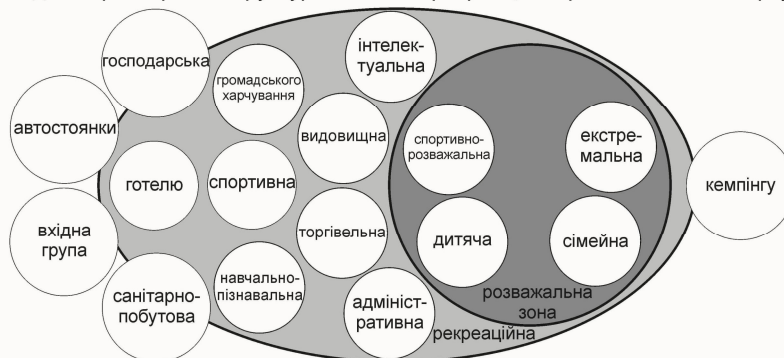 господарська
інтелек-
туальна
громадського
харчування
автостоянки
видовищна
спортивно-
розважальна
екстре-
мальна
готелю
спортивна
кемпінгу
вхідна
група
торгівельна
дитяча
сімейна
навчально-
пізнавальна
санітарно-
побутова
адмініст-
ративна
розважальна
зона
рекреаційна